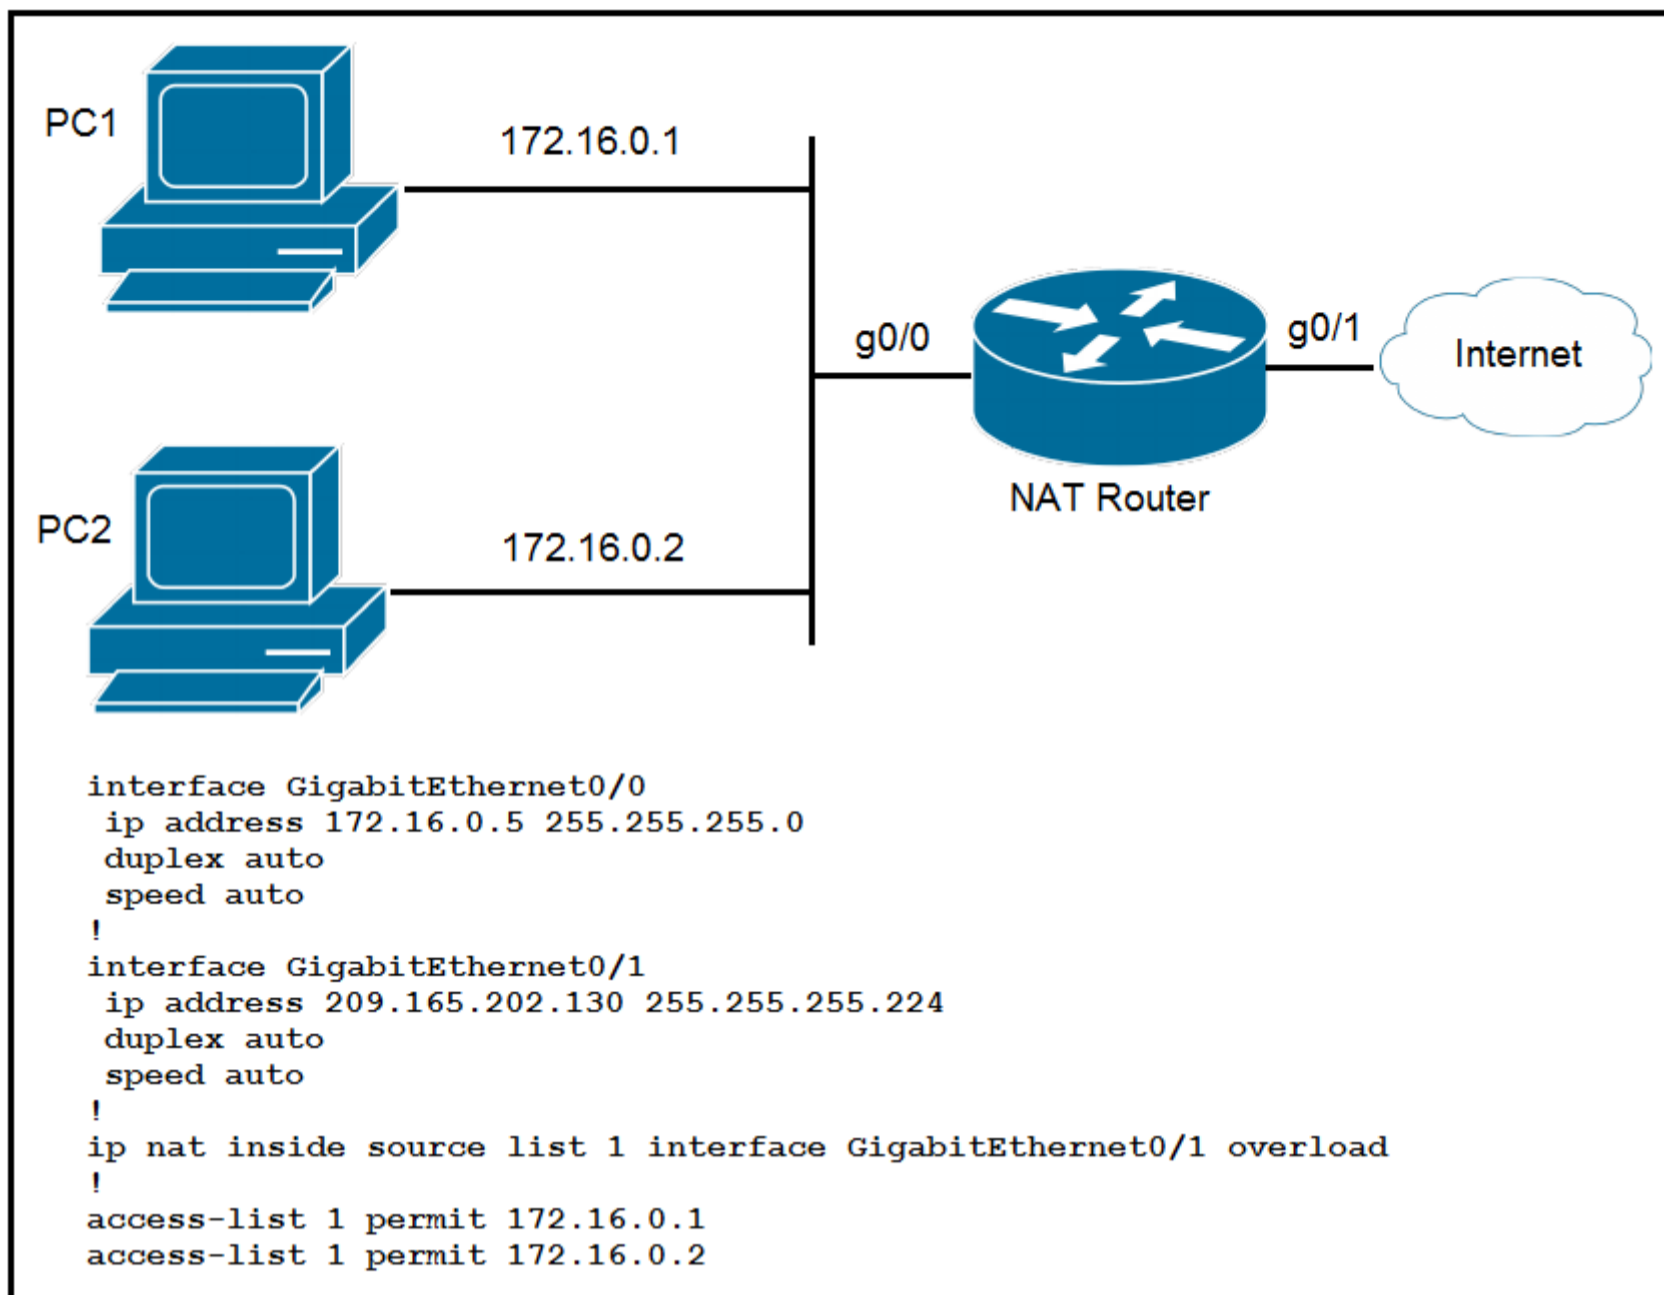 PC1
172.16.0.1
g0/0
g0/1
Internet
NAT Router
PC2
172.16.0.2
interface GigabitEthernet0/0
ip address 172.16.0.5 255.255.255.0
duplex auto
speed auto
!
interface GigabitEthernet0/1
ip address 209.165.202.130 255.255.255.224
duplex auto
speed auto
!
ip nat inside source list 1 interface GigabitEthernet0/1 overload
!
access-list 1 permit 172.16.0.1
access-list 1 permit 172.16.0.2